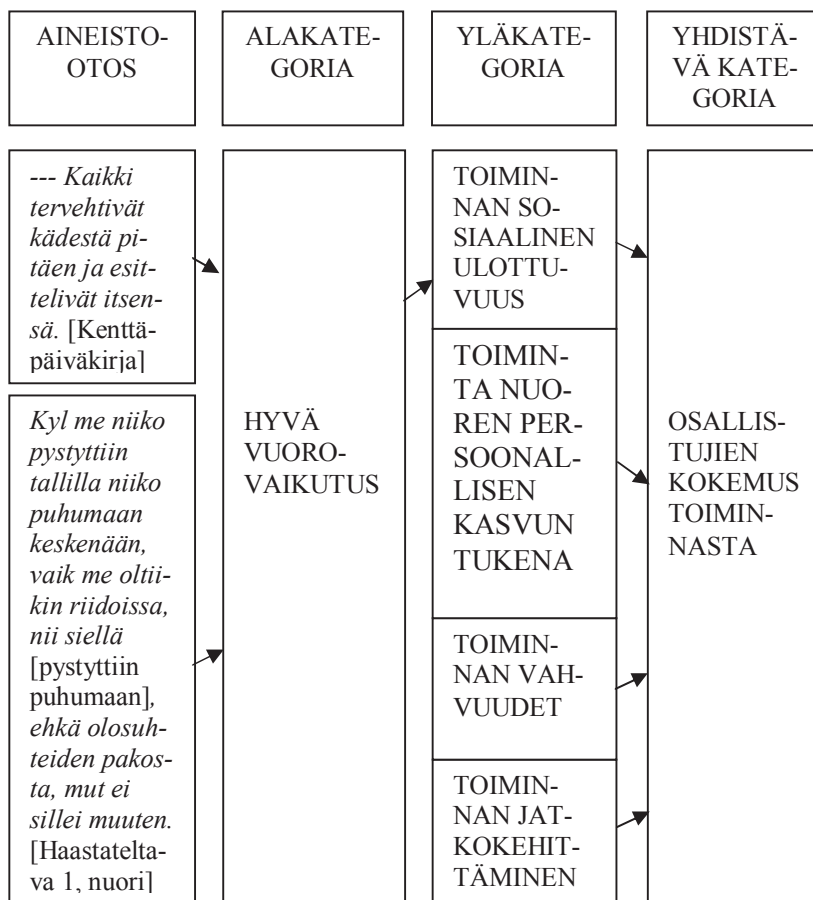 AINEISTO-
OTOS
ALAKATE-
GORIA
YLÄKATE-
GORIA
YHDISTÄ-
VÄ KATE-
GORIA
--- Kaikki
tervehtivät
kädestä pi-
täen ja esit-
telivät itsen-
sä. [Kenttä-
päiväkirja]
Kyl me niiko
pystyttiin
tallilla niiko
puhumaan
keskenään,
vaik me oltii-
kin riidoissa,
nii siellä
[pystyttiin
puhumaan],
ehkä olosuh-
teiden pakos-
ta, mut ei
sillei muuten.
[Haastatelta-
va 1, nuori]
HYVÄ
VUORO-
VAIKUTUS
TOIMIN-
NAN SO-
SIAALINEN
ULOTTU-
VUUS
TOIMIN-
TA NUO-
REN PER-
SOONAL-
LISEN
KASVUN
TUKENA
TOIMIN-
NAN VAH-
VUUDET
TOIMIN-
NAN JAT-
KOKEHIT-
TÄMINEN
OSALLIS-
TUJIEN
KOKEMUS
TOIMIN-
NASTA